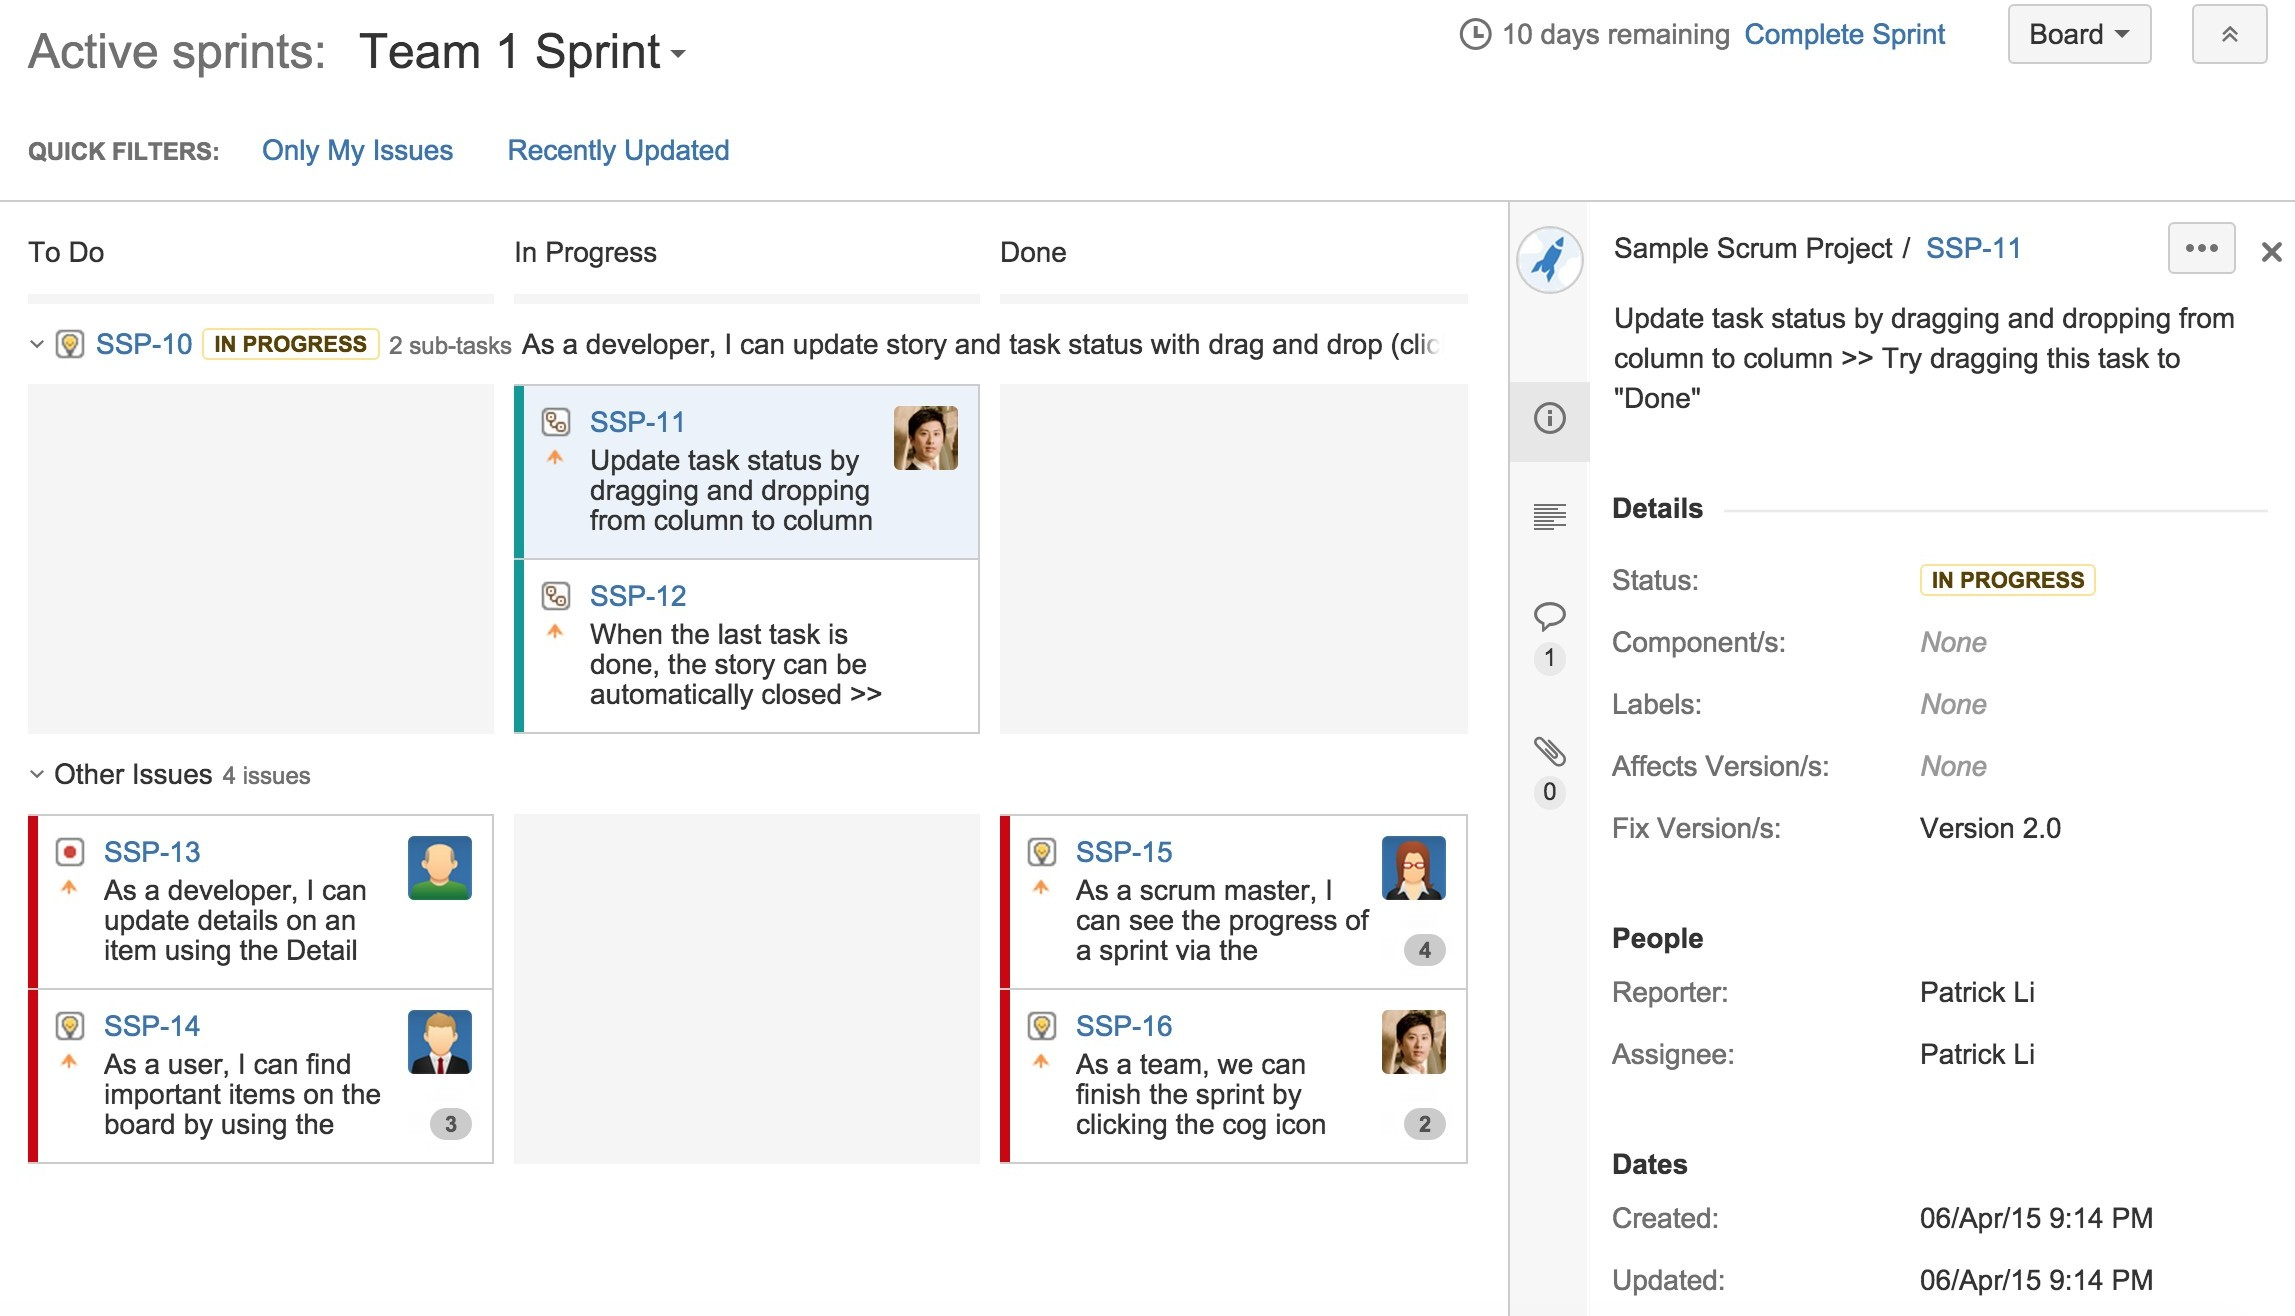 Active sprints: Team 1 Sprint
10 days remaining Complete Sprint Board
QUICK FILTERS: Only My Issues Recently Updated
To Do In Progress Done
SSP-10 IN PROGRESS 2 sub-tasks As a developer, I can update story and task status with drag and drop (clic
SSP-11
Update task status by
dragging and dropping
from column to column
SSP-12
When the last task is
done, the story can be
automatically closed >>
Other Issues 4 issues
SSP-13
As a developer, I can
update details on an
item using the Detail
SSP-14
As a user, I can find
important items on the
board by using the
3
SSP-15
As a scrum master, I
can see the progress of
a sprint via the
4
SSP-16
As a team, we can
finish the sprint by
clicking the cog icon
2
1
0
Sample Scrum Project / SSP-11
Update task status by dragging and dropping from
column to column >> Try dragging this task to
"Done"
Details
Status: IN PROGRESS
Component/s: None
Labels: None
Affects Version/s: None
Fix Version/s: Version 2.0
People
Reporter: Patrick Li
Assignee: Patrick Li
Dates
Created: 06/Apr/15 9:14 PM
Updated: 06/Apr/15 9:14 PM